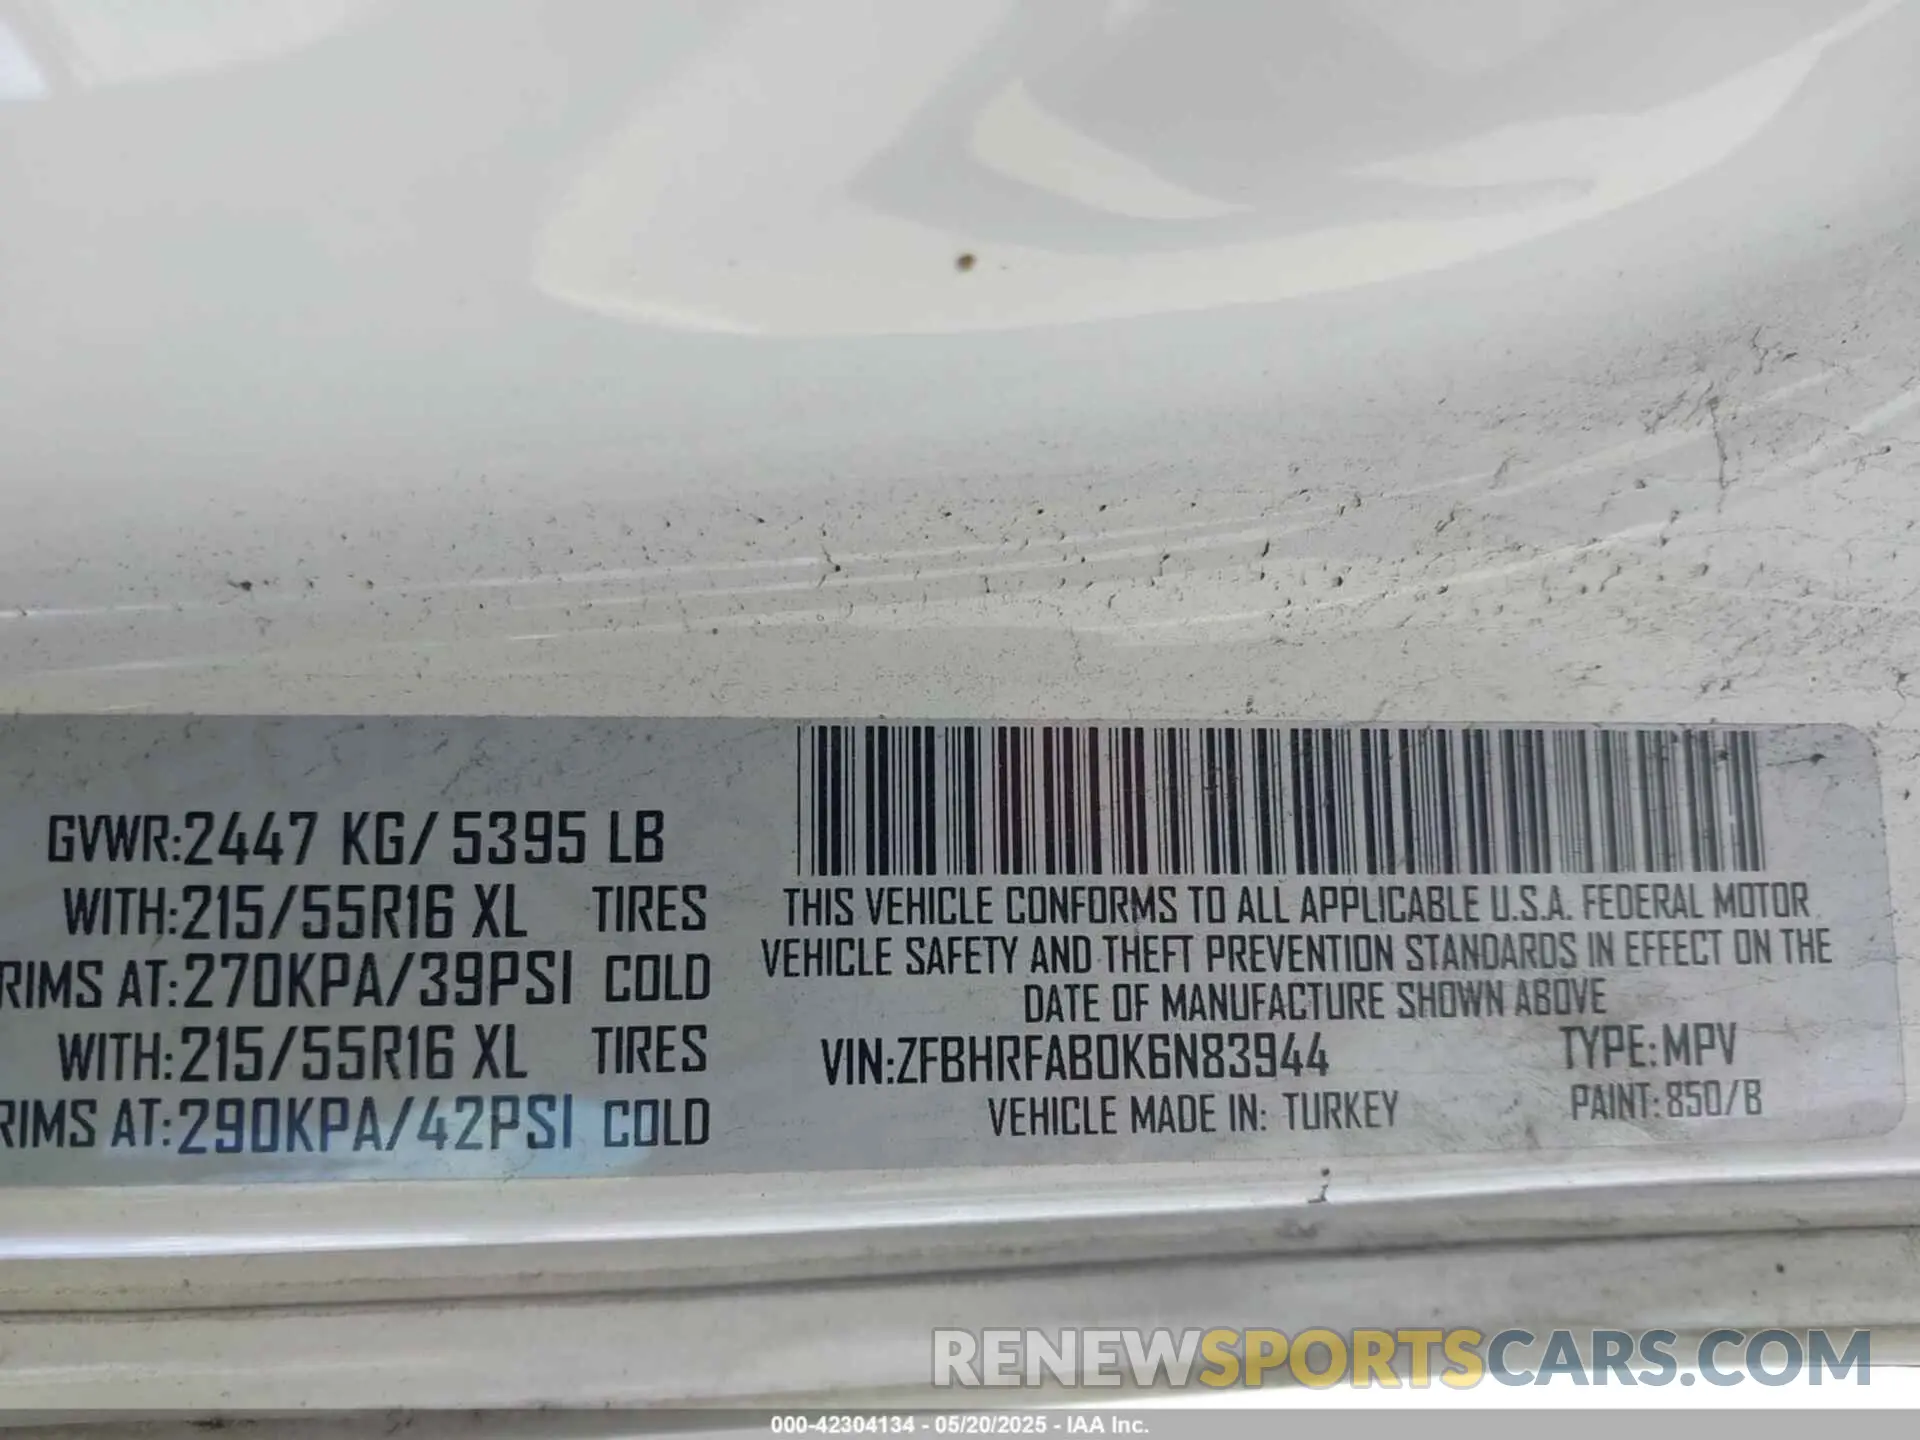 GVWR:2447 KG/ 5395 LB
WITH:215/55R16 XL TIRES
RIMS AT:270KPA/39PSI COLD
WITH:215/55R16 XL TIRES
RIMS AT:290KPA/42PSI COLD
THIS VEHICLE CONFORMS TO ALL APPLICABLE U.S.A. FEDERAL MOTOR
VEHICLE SAFETY AND THEFT PREVENTION STANDARDS IN EFFECT ON THE
DATE OF MANUFACTURE SHOWN ABOVE
VIN:ZFBHRFAB0K6N83944 TYPE:MPV
VEHICLE MADE IN: TURKEY PAINT:850/B
RENEWSPORTSCARS.COM
000-42304134 - 05/20/2025 - IAA Inc.